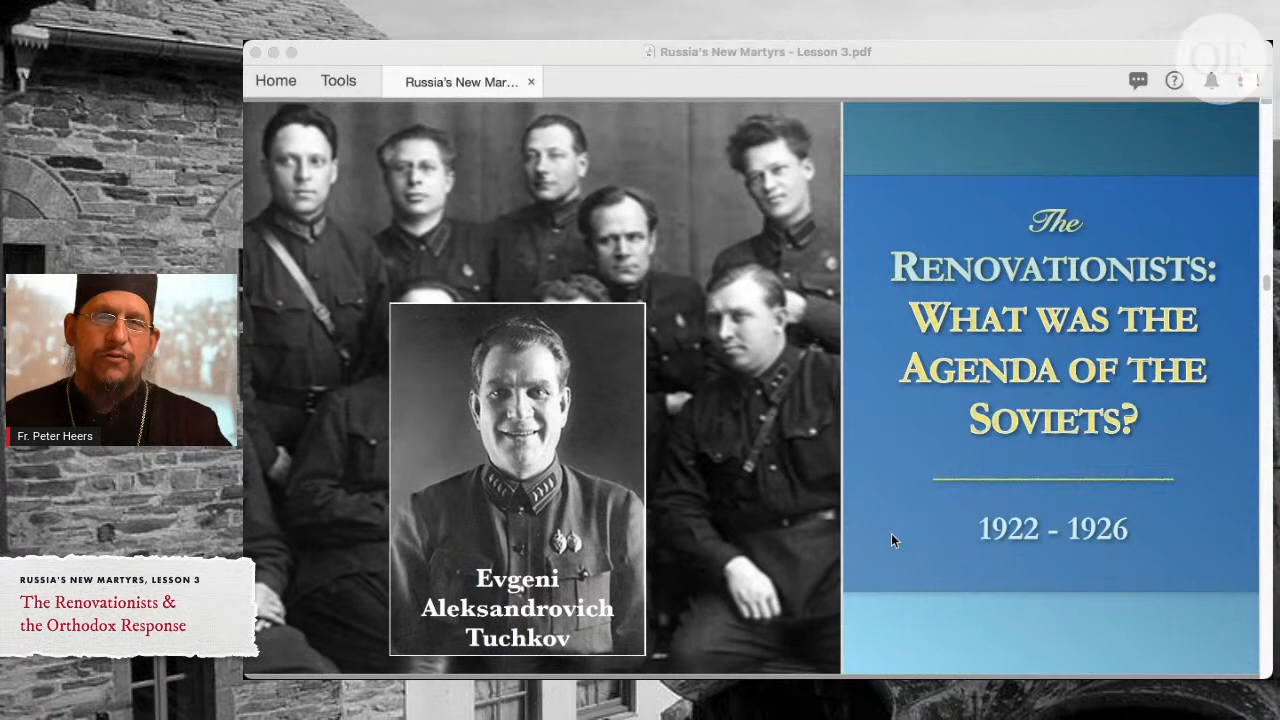 Russia's New Martyrs - Lesson 3.pdf
Home
Tools
Russia's New Mar...
×
?
OE
The
RENOVATIONISTS:
WHAT WAS THE
AGENDA OF THE
SOVIETS?
1922 - 1926
Evgeni
Aleksandrovich
Tuchkov
Fr. Peter Heers
RUSSIA'S NEW MARTYRS, LESSON 3
The Renovationists &
the Orthodox Response